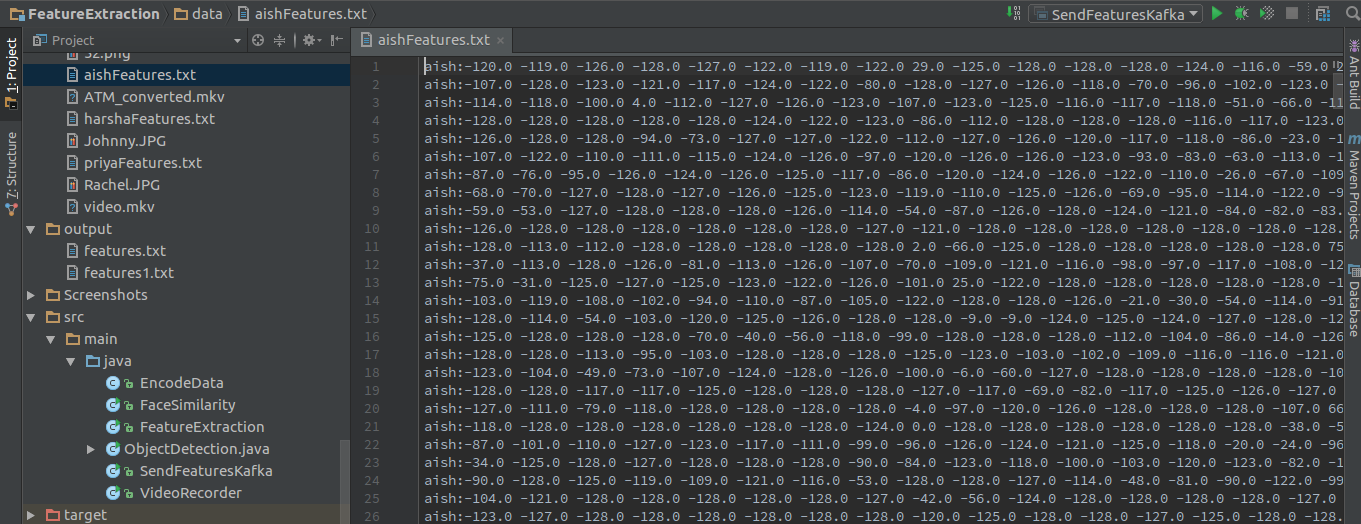 FeatureExtraction data aishFeatures.txt SendFeaturesKafka
1: Project
7: Structure
Project
52.png
aishFeatures.txt
ATM_converted.mkv
harshaFeatures.txt
Johnny.JPG
priyaFeatures.txt
Rachel.JPG
video.mkv
output
features.txt
features1.txt
Screenshots
src
main
java
EncodeData
FaceSimilarity
FeatureExtraction
ObjectDetection.java
SendFeaturesKafka
VideoRecorder
target
aishFeatures.txt
1 aish:-120.0 -119.0 -126.0 -128.0 -127.0 -122.0 -119.0 -122.0 29.0 -125.0 -128.0 -128.0 -128.0 -124.0 -116.0 -59.0
2 aish:-107.0 -128.0 -123.0 -121.0 -117.0 -124.0 -122.0 -80.0 -128.0 -127.0 -126.0 -118.0 -70.0 -96.0 -102.0 -123.0
3 aish:-114.0 -118.0 -100.0 4.0 -112.0 -127.0 -126.0 -123.0 -107.0 -123.0 -125.0 -116.0 -117.0 -118.0 -51.0 -66.0
4 aish:-128.0 -128.0 -128.0 -128.0 -124.0 -122.0 -123.0 -86.0 -112.0 -128.0 -128.0 -128.0 -116.0 -117.0 -123.0
5 aish:-126.0 -128.0 -128.0 -94.0 -73.0 -127.0 -127.0 -122.0 -112.0 -127.0 -126.0 -120.0 -117.0 -118.0 -86.0 -23.0
6 aish:-107.0 -122.0 -110.0 -111.0 -115.0 -124.0 -126.0 -97.0 -120.0 -126.0 -126.0 -123.0 -93.0 -83.0 -63.0 -113.0
7 aish:-87.0 -76.0 -95.0 -126.0 -124.0 -126.0 -125.0 -117.0 -86.0 -120.0 -124.0 -126.0 -122.0 -110.0 -26.0 -67.0 -109
8 aish:-68.0 -70.0 -127.0 -128.0 -127.0 -126.0 -125.0 -123.0 -119.0 -110.0 -125.0 -126.0 -69.0 -95.0 -114.0 -122.0
9 aish:-59.0 -53.0 -127.0 -128.0 -128.0 -128.0 -126.0 -114.0 -54.0 -87.0 -126.0 -128.0 -124.0 -121.0 -84.0 -82.0 -83.
10 aish:-126.0 -128.0 -128.0 -128.0 -128.0 -128.0 -128.0 -127.0 -121.0 -128.0 -128.0 -128.0 -128.0 -128.0 -128.0 -128.
11 aish:-128.0 -113.0 -112.0 -128.0 -128.0 -128.0 -128.0 2.0 -66.0 -125.0 -128.0 -128.0 -128.0 -128.0 -128.0 75
12 aish:-37.0 -113.0 -128.0 -126.0 -81.0 -113.0 -126.0 -107.0 -70.0 -109.0 -121.0 -116.0 -98.0 -97.0 -117.0 -108.0 -12
13 aish:-75.0 -31.0 -125.0 -127.0 -125.0 -123.0 -122.0 -126.0 -101.0 25.0 -122.0 -128.0 -128.0 -128.0 -128.0 -128.0
14 aish:-103.0 -119.0 -108.0 -102.0 -94.0 -110.0 -87.0 -105.0 -122.0 -128.0 -128.0 -126.0 -21.0 -30.0 -54.0 -114.0 -91
15 aish:-128.0 -114.0 -54.0 -103.0 -120.0 -125.0 -126.0 -128.0 -128.0 -9.0 -9.0 -124.0 -125.0 -124.0 -127.0 -128.0
16 aish:-125.0 -128.0 -128.0 -128.0 -70.0 -40.0 -56.0 -118.0 -99.0 -128.0 -128.0 -128.0 -112.0 -104.0 -86.0 -14.0 -126
17 aish:-128.0 -128.0 -113.0 -95.0 -103.0 -128.0 -128.0 -128.0 -125.0 -123.0 -103.0 -102.0 -109.0 -116.0 -116.0 -121.0
18 aish:-123.0 -104.0 -49.0 -73.0 -107.0 -124.0 -128.0 -126.0 -100.0 -6.0 -60.0 -127.0 -128.0 -128.0 -128.0 -128.0 -10
19 aish:-128.0 -128.0 -117.0 -117.0 -125.0 -128.0 -128.0 -128.0 -127.0 -117.0 -69.0 -82.0 -117.0 -125.0 -126.0 -127.0
20 aish:-127.0 -111.0 -79.0 -118.0 -128.0 -128.0 -128.0 -128.0 -4.0 -97.0 -120.0 -126.0 -128.0 -128.0 -128.0 -107.0 66
21 aish:-118.0 -128.0 -128.0 -128.0 -128.0 -128.0 -128.0 -124.0 0.0 -128.0 -128.0 -128.0 -128.0 -128.0 -128.0 -38.0
22 aish:-87.0 -101.0 -110.0 -127.0 -123.0 -117.0 -111.0 -99.0 -96.0 -126.0 -124.0 -121.0 -125.0 -118.0 -20.0 -24.0 -96
23 aish:-34.0 -125.0 -128.0 -127.0 -128.0 -128.0 -128.0 -90.0 -84.0 -123.0 -118.0 -100.0 -103.0 -120.0 -123.0 -82.0
24 aish:-90.0 -128.0 -125.0 -119.0 -109.0 -121.0 -116.0 -53.0 -128.0 -128.0 -127.0 -114.0 -48.0 -81.0 -90.0 -122.0 -99
25 aish:-104.0 -121.0 -128.0 -128.0 -128.0 -128.0 -128.0 -127.0 -42.0 -56.0 -124.0 -128.0 -128.0 -128.0 -128.0 -127.0
26 aish:-123.0 -127.0 -128.0 -128.0 -128.0 -128.0 -128.0 -128.0 -120.0 -125.0 -128.0 -128.0 -127.0 -128.0 -128.
Ant Build
Maven Projects
Database